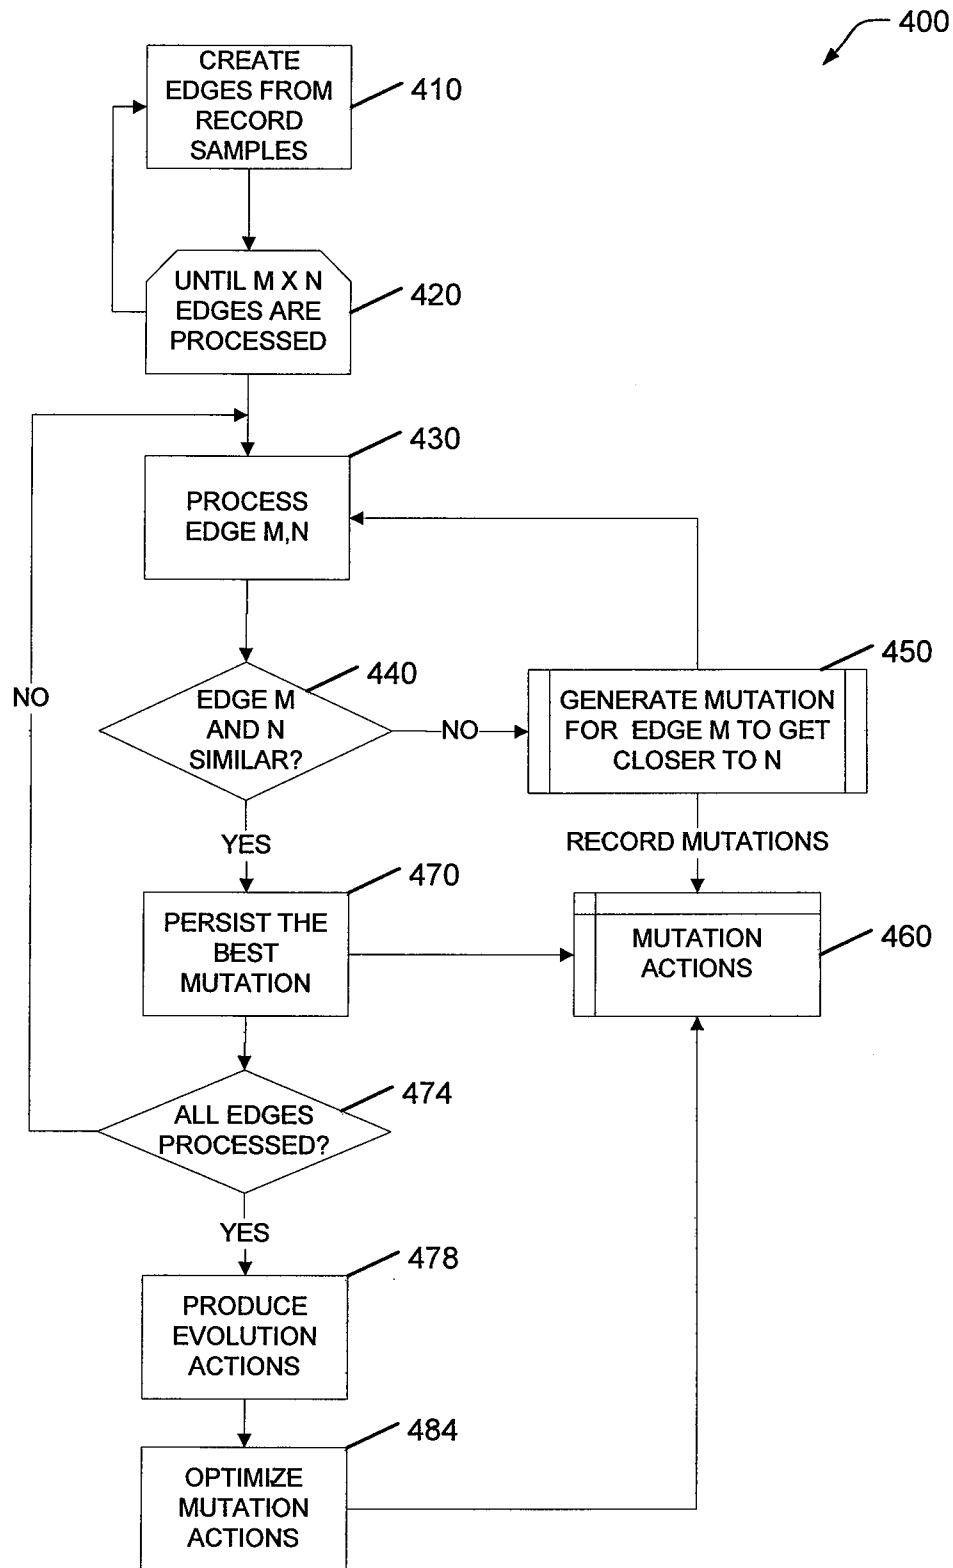 400
CREATE
EDGES FROM
RECORD
SAMPLES
410
UNTIL M X N
EDGES ARE
PROCESSED
420
430
PROCESS
EDGE M,N
440
EDGE M
AND N
SIMILAR?
NO
NO
450
GENERATE MUTATION
FOR EDGE M TO GET
CLOSER TO N
YES
RECORD MUTATIONS
470
PERSIST THE
BEST
MUTATION
MUTATION
ACTIONS
460
474
ALL EDGES
PROCESSED?
YES
478
PRODUCE
EVOLUTION
ACTIONS
484
OPTIMIZE
MUTATION
ACTIONS